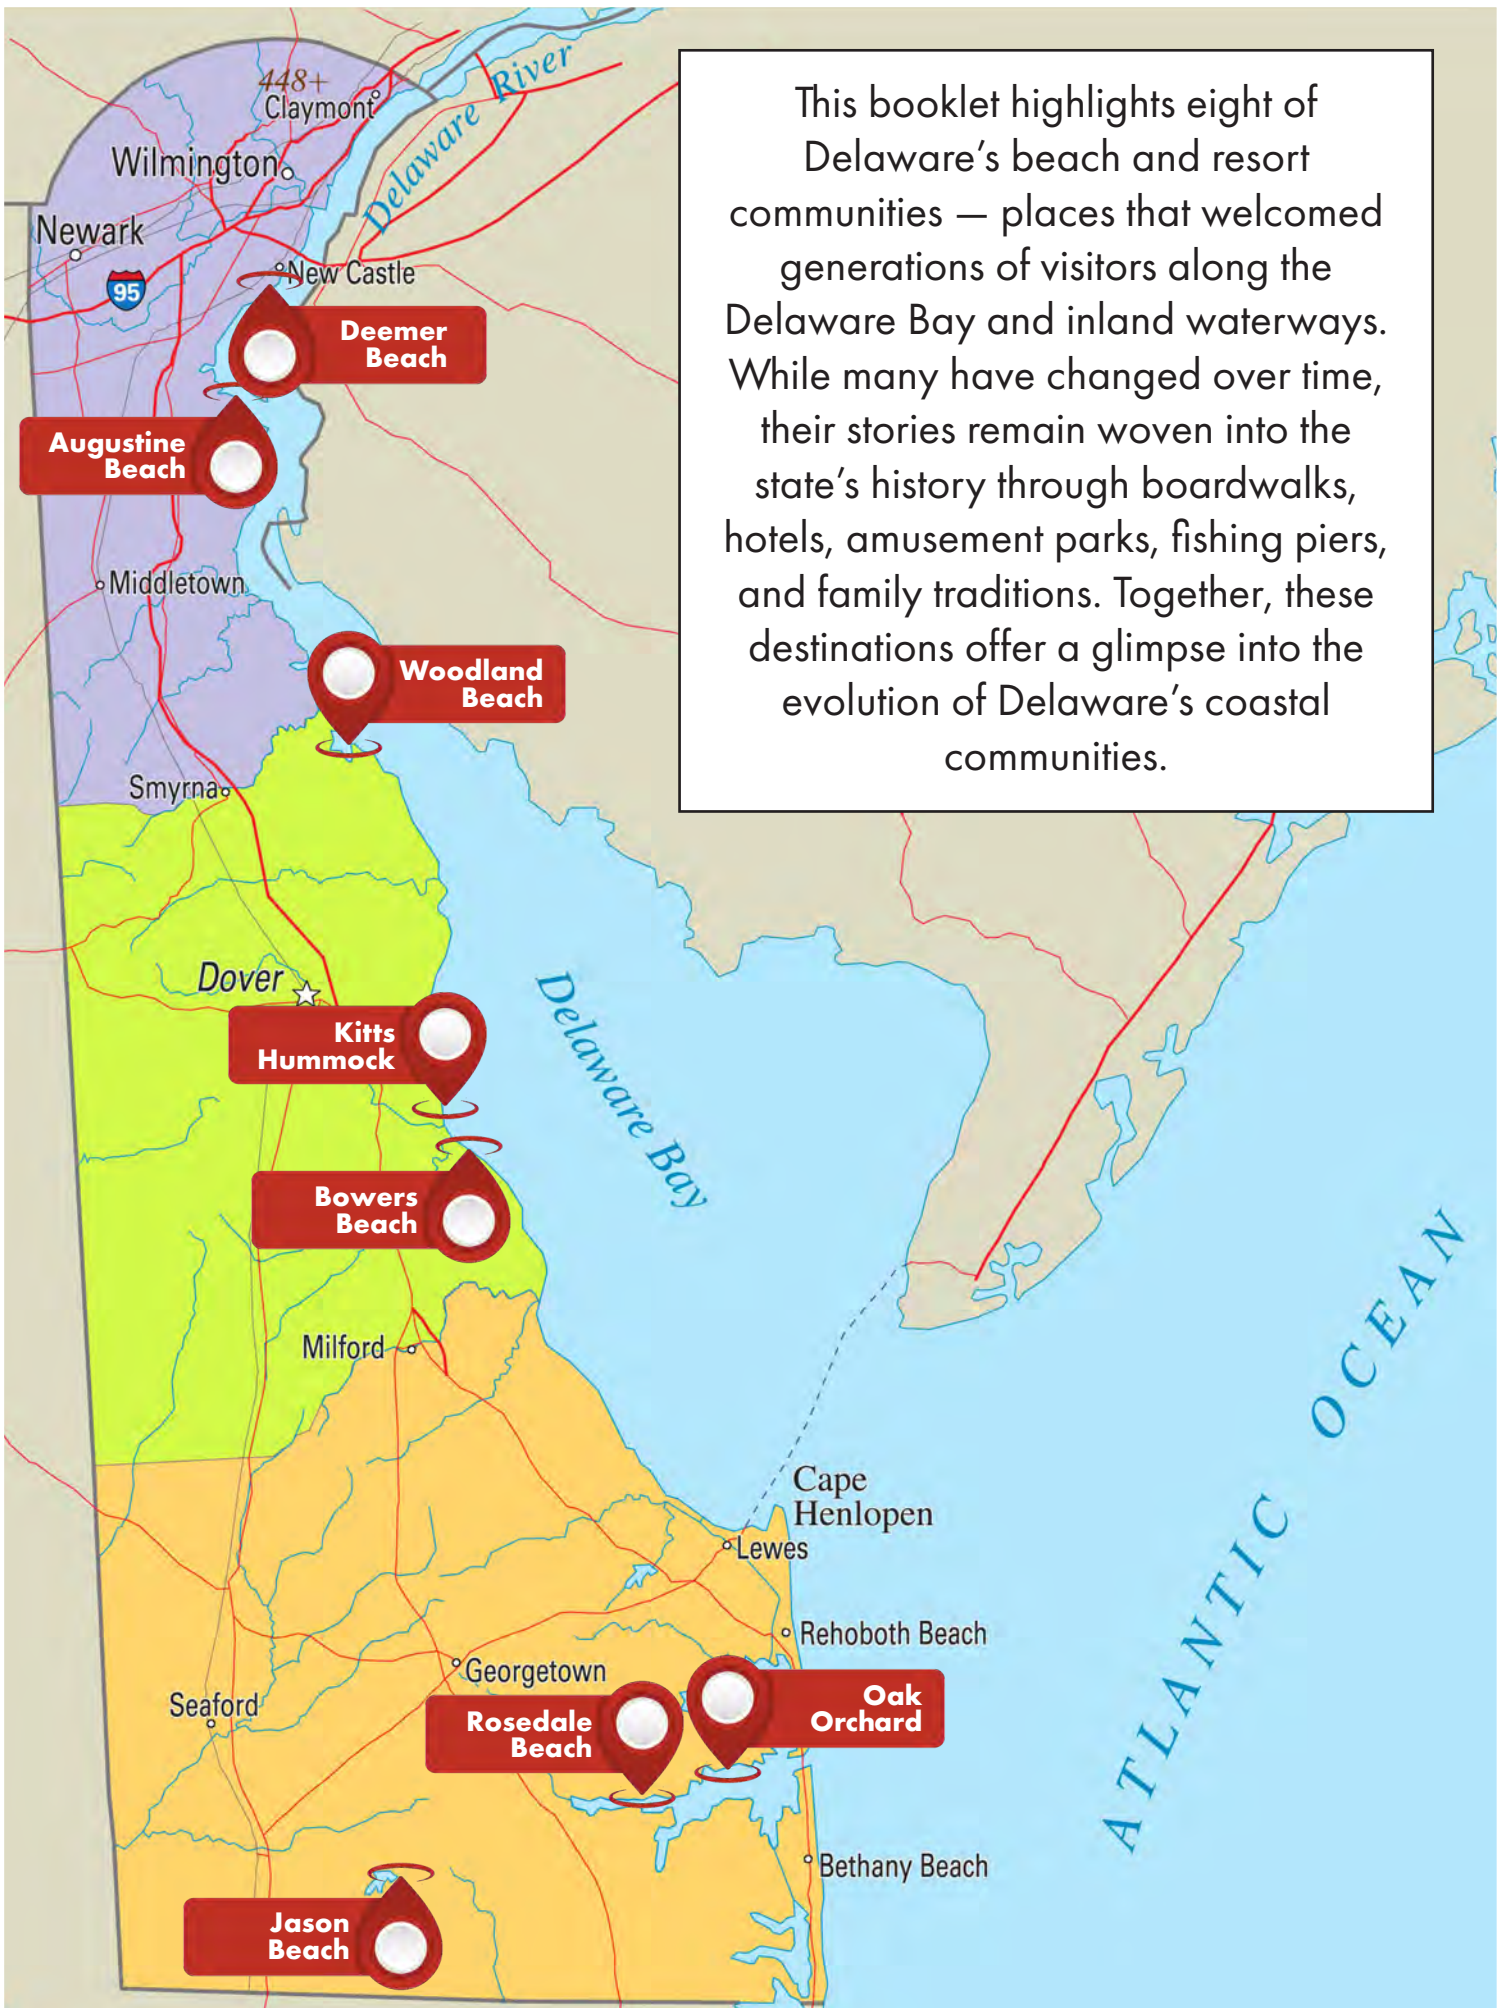 448+
Claymont
Wilmington
Newark
95
New Castle
Delaware River
This booklet highlights eight of
Delaware’s beach and resort
communities — places that welcomed
generations of visitors along the
Delaware Bay and inland waterways.
While many have changed over time,
their stories remain woven into the
state’s history through boardwalks,
hotels, amusement parks, fishing piers,
and family traditions. Together, these
destinations offer a glimpse into the
evolution of Delaware’s coastal
communities.
Deemer
Beach
Augustine
Beach
Middletown
Woodland
Beach
Smyrna
Dover
Kitts
Hummock
Delaware Bay
Bowers
Beach
Milford
Cape
Henlopen
Lewes
Rehoboth Beach
Georgetown
Seaford
Oak
Orchard
Rosedale
Beach
ATLANTIC OCEAN
Bethany Beach
Jason
Beach